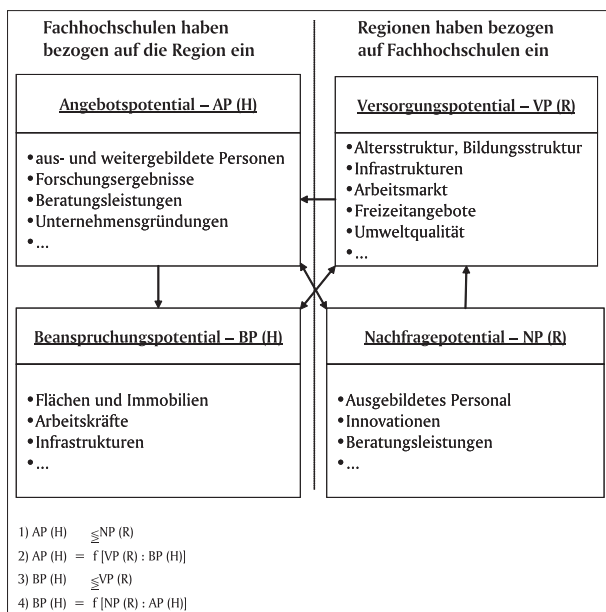 Fachhochschulen haben
bezogen auf die Region ein
Regionen haben bezogen
auf Fachhochschulen ein
Angebotspotential – AP (H)
•aus- und weitergebildete Personen
•Forschungsergebnisse
•Beratungsleistungen
•Unternehmensgründungen
•...
Versorgungspotential – VP (R)
•Altersstruktur, Bildungsstruktur
•Infrastrukturen
•Arbeitsmarkt
•Freizeitangebote
•Umweltqualität
•...
Beanspruchungspotential – BP (H)
•Flächen und Immobilien
•Arbeitskräfte
•Infrastrukturen
•...
Nachfragepotential – NP (R)
•Ausgebildetes Personal
•Innovationen
•Beratungsleistungen
•...
1) AP (H) ≦NP (R)
2) AP (H) = f [VP (R) : BP (H)]
3) BP (H) ≦VP (R)
4) BP (H) = f [NP (R) : AP (H)]